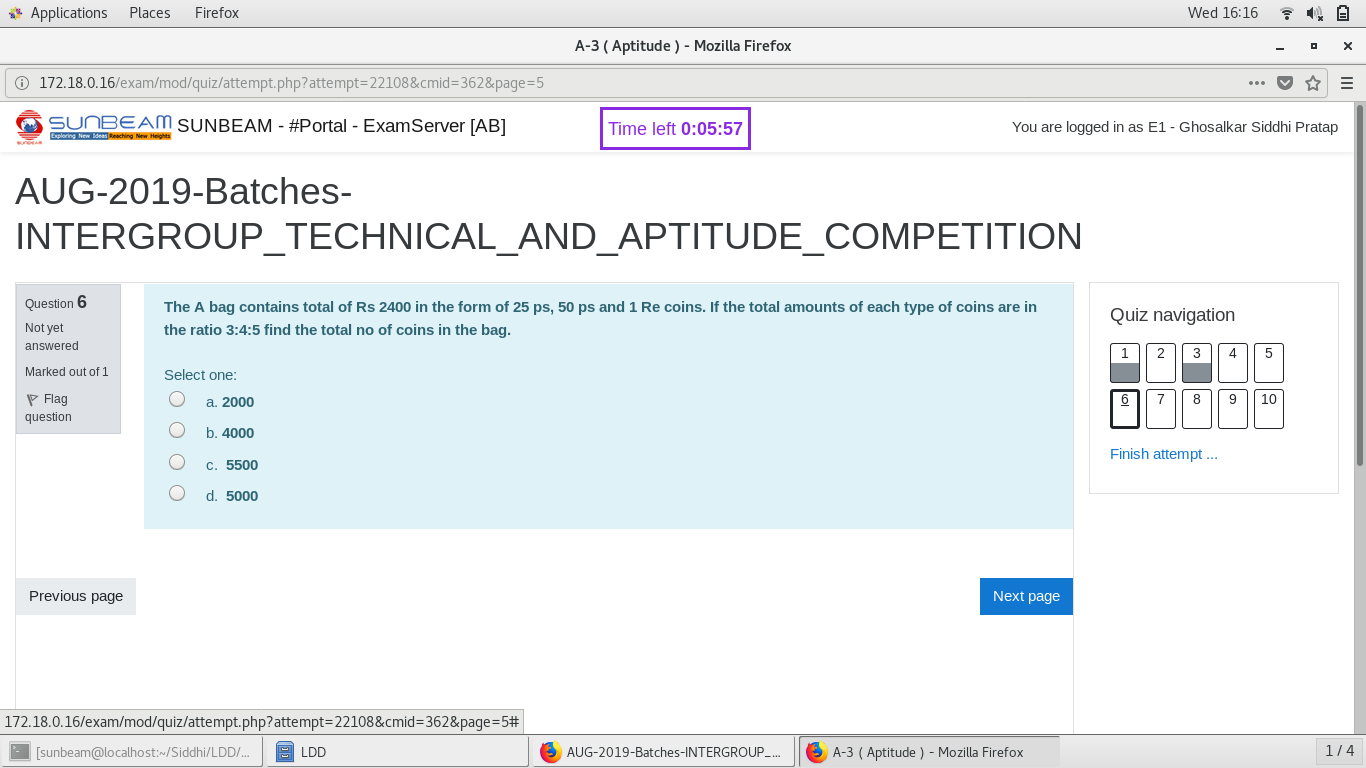 Applications Places Firefox Wed 16:16
A-3 ( Aptitude ) - Mozilla Firefox
172.18.0.16/exam/mod/quiz/attempt.php?attempt=22108&cmid=362&page=5
SUNBEAM
Exploring New Ideas Reaching New Heights
SUNBEAM
SUNBEAM - #Portal - ExamServer [AB]
Time left 0:05:57
You are logged in as E1 - Ghosalkar Siddhi Pratap
AUG-2019-Batches-
INTERGROUP_TECHNICAL_AND_APTITUDE_COMPETITION
Question 6
Not yet
answered
Marked out of 1
Flag
question
The A bag contains total of Rs 2400 in the form of 25 ps, 50 ps and 1 Re coins. If the total amounts of each type of coins are in
the ratio 3:4:5 find the total no of coins in the bag.
Select one:
a. 2000
b. 4000
c. 5500
d. 5000
Quiz navigation
1 2 3 4 5
6 7 8 9 10
Finish attempt ...
Previous page
Next page
172.18.0.16/exam/mod/quiz/attempt.php?attempt=22108&cmid=362&page=5#
[sunbeam@localhost:~/Siddhi/LDD/... LDD AUG-2019-Batches-INTERGROUP_... A-3 ( Aptitude ) - Mozilla Firefox 1 / 4